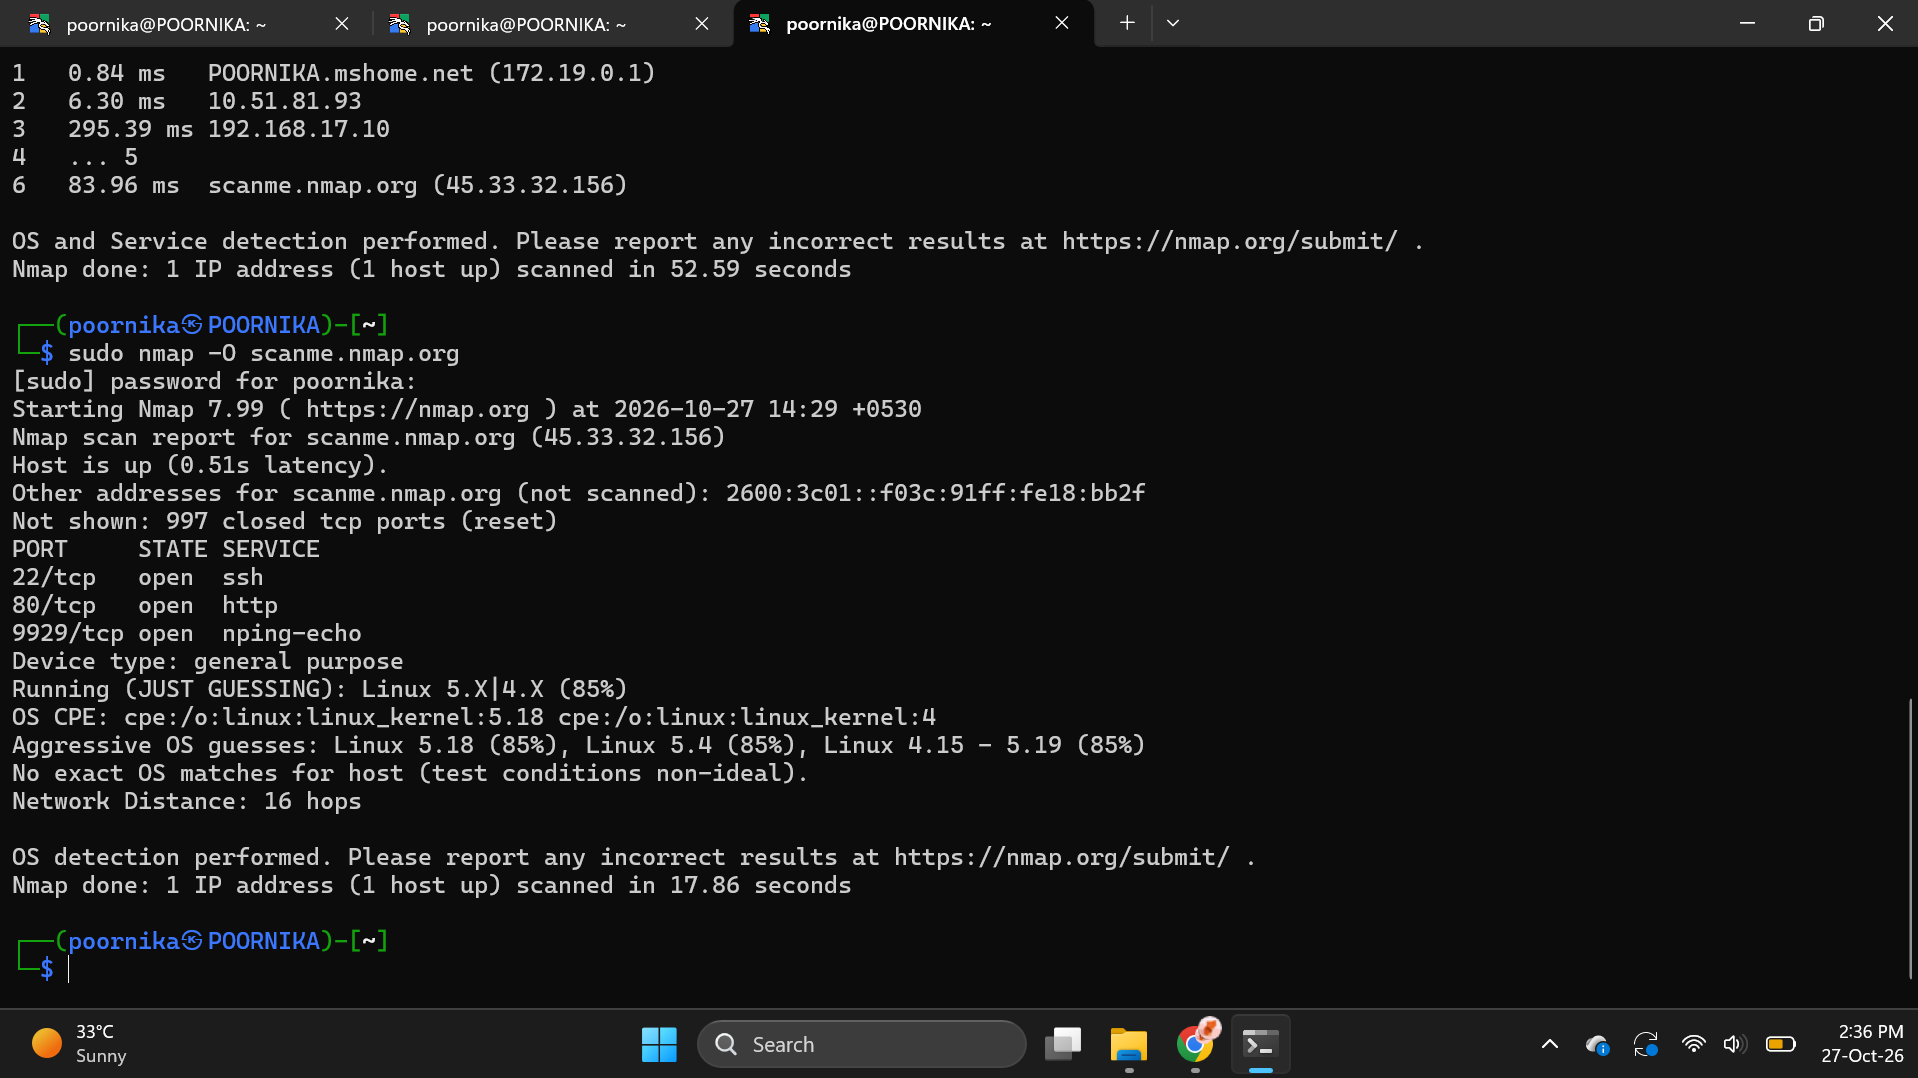 poornika@POORNIKA: ~
poornika@POORNIKA: ~
poornika@POORNIKA: ~
1   0.84 ms   POORNIKA.mshome.net (172.19.0.1)
2   6.30 ms   10.51.81.93
3   295.39 ms 192.168.17.10
4   ... 5
6   83.96 ms  scanme.nmap.org (45.33.32.156)
OS and Service detection performed. Please report any incorrect results at https://nmap.org/submit/ .
Nmap done: 1 IP address (1 host up) scanned in 52.59 seconds
┌──(poornika㉿POORNIKA)-[~]
└─$ sudo nmap -O scanme.nmap.org
[sudo] password for poornika:
Starting Nmap 7.99 ( https://nmap.org ) at 2026-10-27 14:29 +0530
Nmap scan report for scanme.nmap.org (45.33.32.156)
Host is up (0.51s latency).
Other addresses for scanme.nmap.org (not scanned): 2600:3c01::f03c:91ff:fe18:bb2f
Not shown: 997 closed tcp ports (reset)
PORT     STATE SERVICE
22/tcp   open  ssh
80/tcp   open  http
9929/tcp open  nping-echo
Device type: general purpose
Running (JUST GUESSING): Linux 5.X|4.X (85%)
OS CPE: cpe:/o:linux:linux_kernel:5.18 cpe:/o:linux:linux_kernel:4
Aggressive OS guesses: Linux 5.18 (85%), Linux 5.4 (85%), Linux 4.15 - 5.19 (85%)
No exact OS matches for host (test conditions non-ideal).
Network Distance: 16 hops
OS detection performed. Please report any incorrect results at https://nmap.org/submit/ .
Nmap done: 1 IP address (1 host up) scanned in 17.86 seconds
┌──(poornika㉿POORNIKA)-[~]
└─$
33°C
Sunny
Search
2:36 PM
27-Oct-26